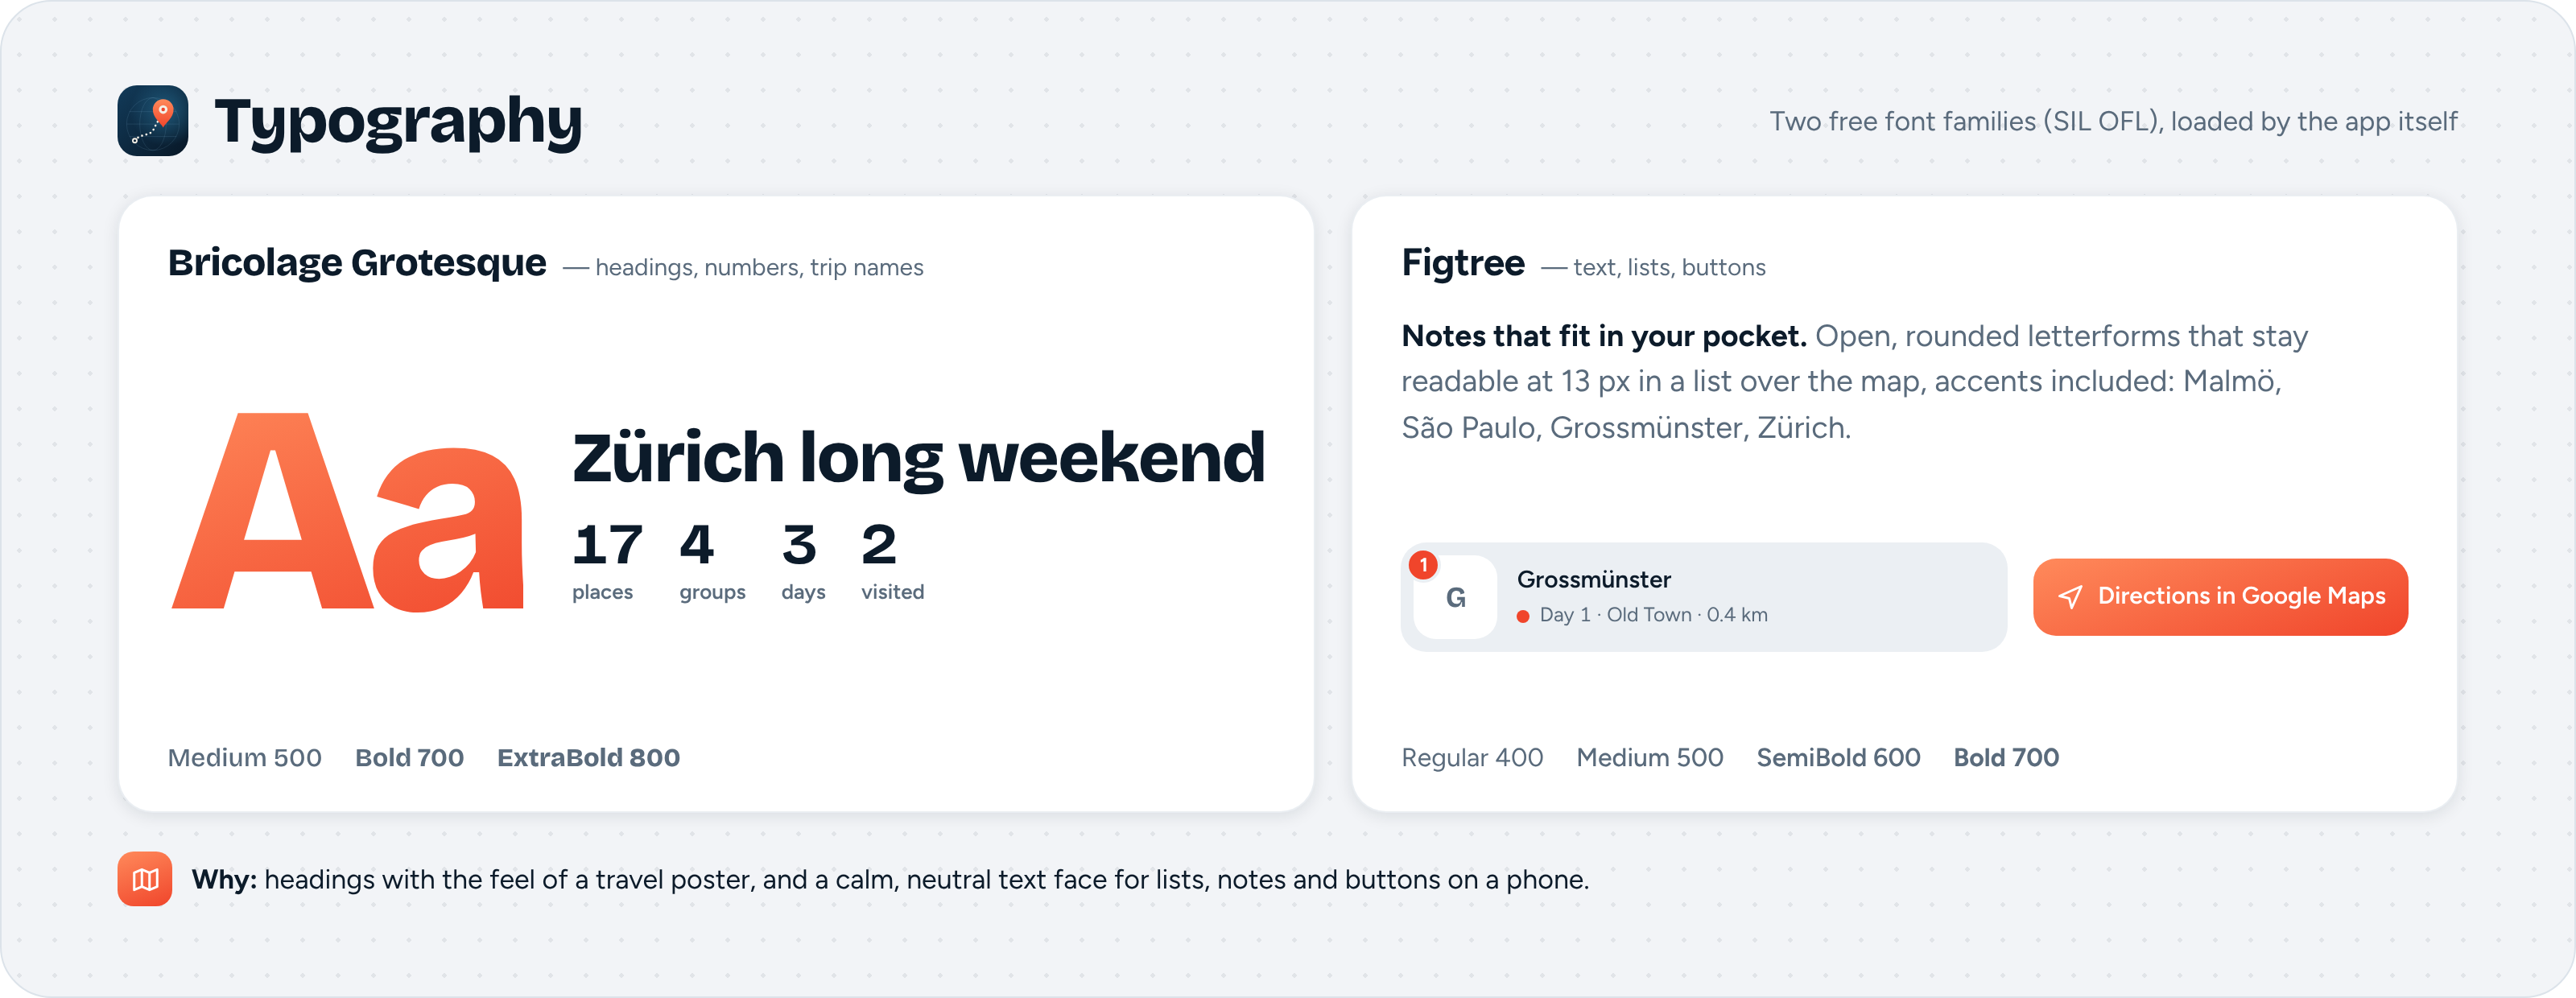 Typography
Two free font families (SIL OFL), loaded by the app itself
Bricolage Grotesque — headings, numbers, trip names
Aa
Zürich long weekend
17 4 3 2
places groups days visited
Medium 500 Bold 700 ExtraBold 800
Figtree — text, lists, buttons
Notes that fit in your pocket. Open, rounded letterforms that stay
readable at 13 px in a list over the map, accents included: Malmö,
São Paulo, Grossmünster, Zürich.
1
G
Grossmünster
Day 1 · Old Town · 0.4 km
Directions in Google Maps
Regular 400 Medium 500 SemiBold 600 Bold 700
Why: headings with the feel of a travel poster, and a calm, neutral text face for lists, notes and buttons on a phone.